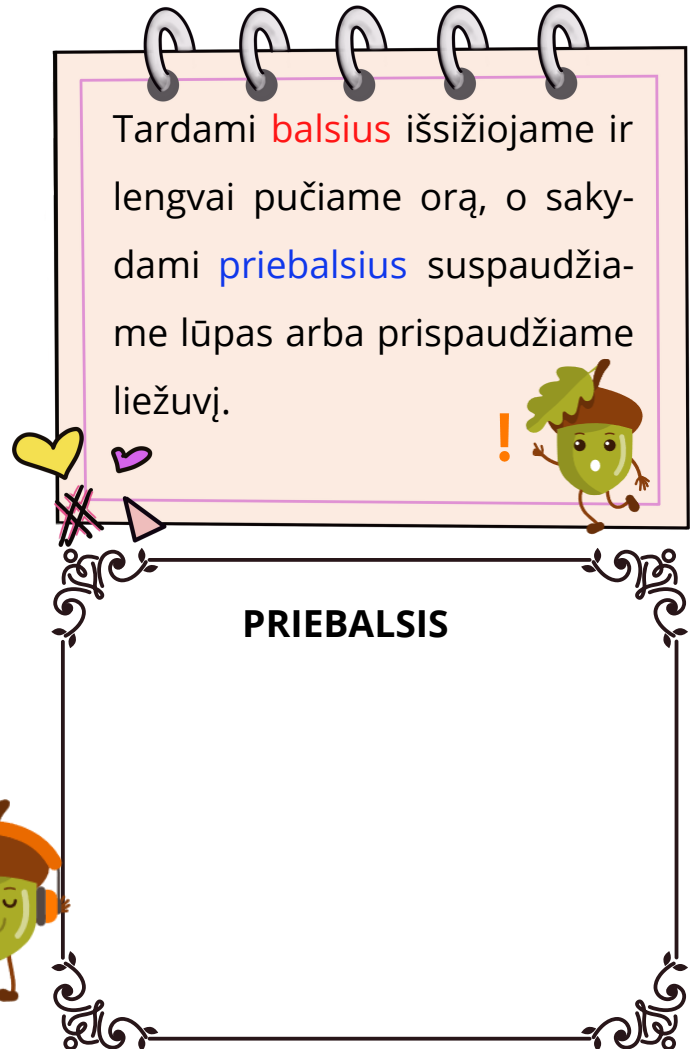 Tardami balsius išsižiojame ir
lengvai pučiame orą, o saky-
dami priebalsius suspaudžia-
me lūpas arba prispaudžiame
liežuvį.
!
PRIEBALSIS